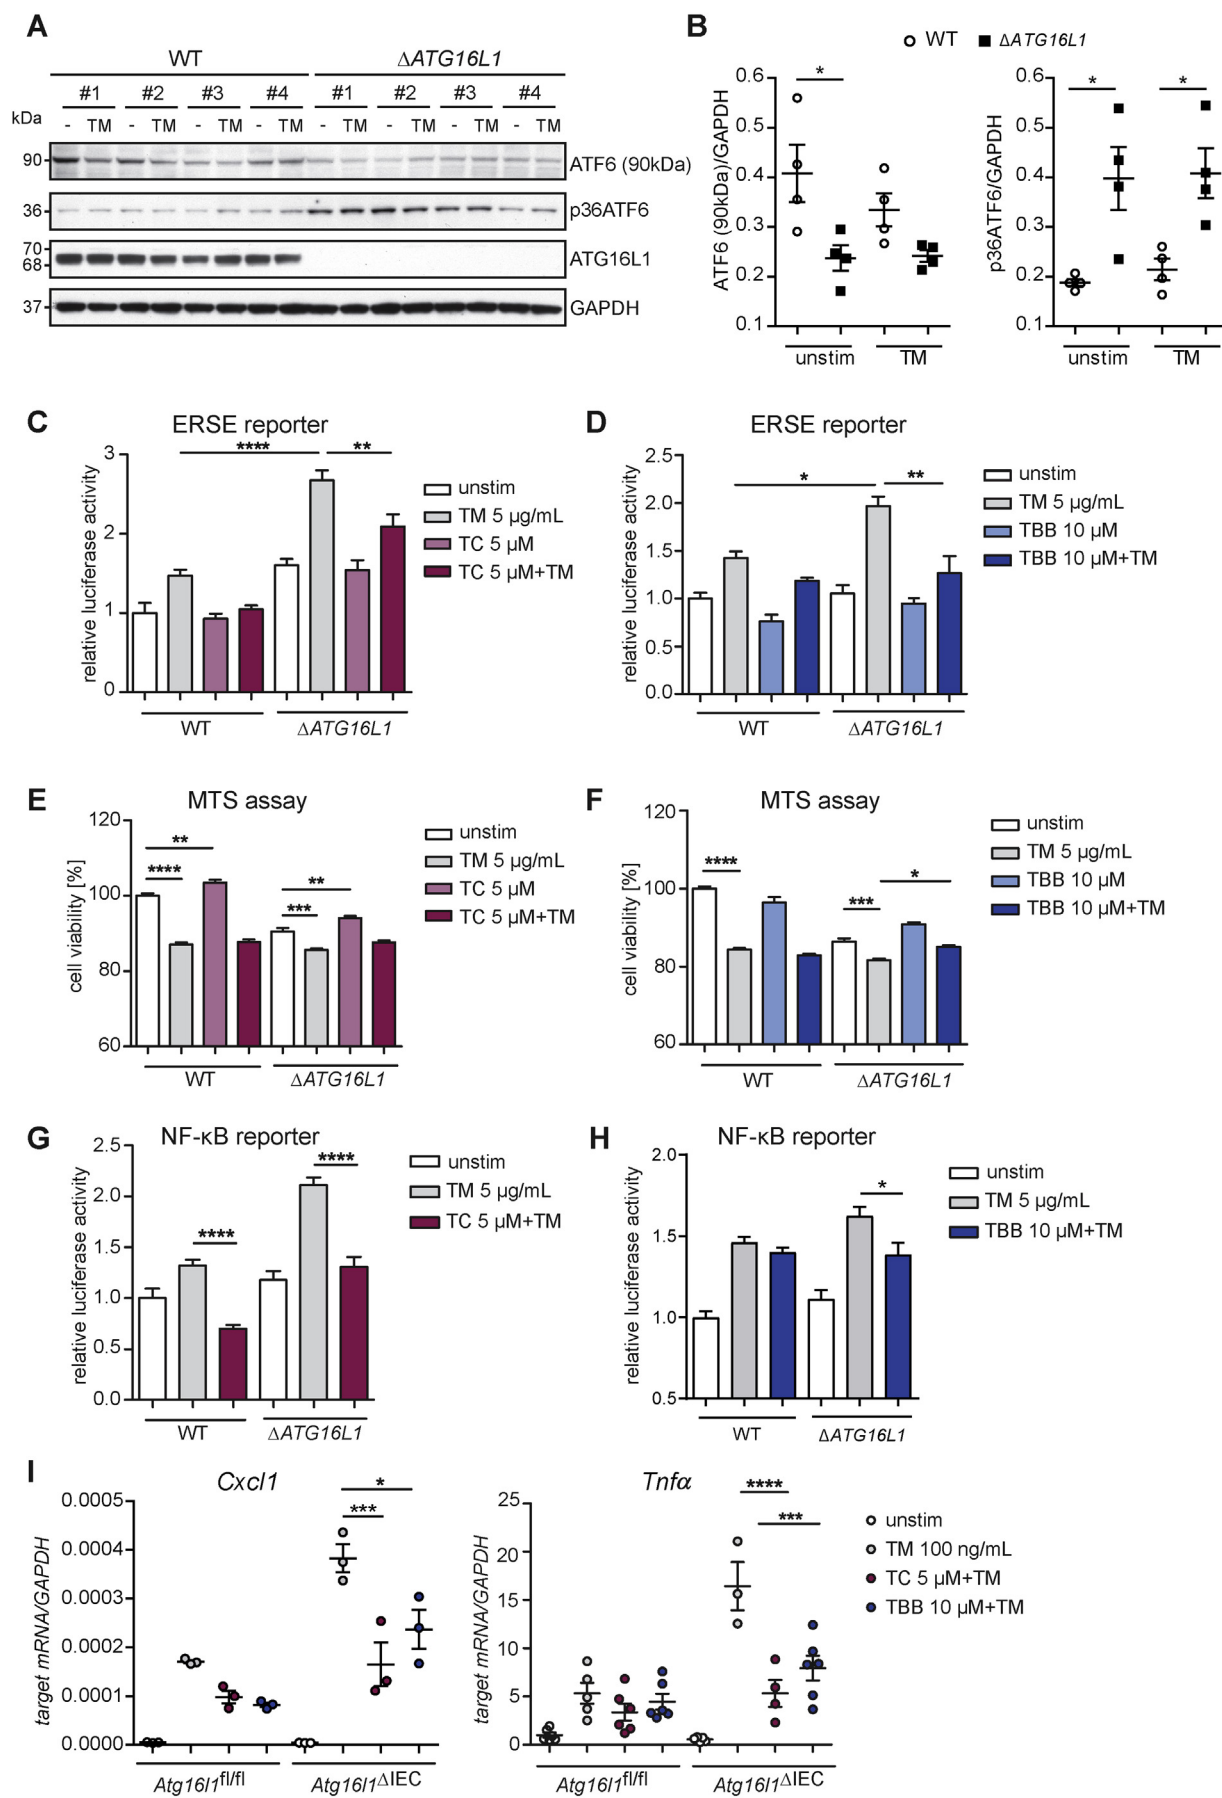 A
WT
ΔATG16L1
#1 #2 #3 #4 #1 #2 #3 #4
kDa
- TM - TM - TM - TM - TM - TM - TM - TM
90 ATF6 (90kDa)
36 p36ATF6
70
68 ATG16L1
37 GAPDH
B
WT ΔATG16L1
ATF6 (90kDa)/GAPDH
0.6
0.5
0.4
0.3
0.2
0.1
*
unstim TM
p36ATF6/GAPDH
0.6
0.5
0.4
0.3
0.2
0.1
* *
unstim TM
C
ERSE reporter
relative luciferase activity
3
2
1
0
**** **
unstim
TM 5 µg/mL
TC 5 µM
TC 5 µM+TM
WT ΔATG16L1
D
ERSE reporter
relative luciferase activity
2.5
2.0
1.5
1.0
0.5
0.0
* **
unstim
TM 5 µg/mL
TBB 10 µM
TBB 10 µM+TM
WT ΔATG16L1
E
MTS assay
cell viability [%]
120
100
80
60
**
****
**
***
unstim
TM 5 µg/mL
TC 5 µM
TC 5 µM+TM
WT ΔATG16L1
F
MTS assay
cell viability [%]
120
100
80
60
****
*
***
unstim
TM 5 µg/mL
TBB 10 µM
TBB 10 µM+TM
WT ΔATG16L1
G
NF-κB reporter
relative luciferase activity
2.5
2.0
1.5
1.0
0.5
0.0
****
****
unstim
TM 5 µg/mL
TC 5 µM+TM
WT ΔATG16L1
H
NF-κB reporter
relative luciferase activity
2.0
1.5
1.0
0.5
*
unstim
TM 5 µg/mL
TBB 10 µM+TM
WT ΔATG16L1
I
Cxcl1
target mRNA/GAPDH
0.0005
0.0004
0.0003
0.0002
0.0001
0.0000
*
***
Atg16l1fl/fl Atg16l1ΔIEC
Tnfα
target mRNA/GAPDH
25
20
15
10
5
0
****
***
Atg16l1fl/fl Atg16l1ΔIEC
unstim
TM 100 ng/mL
TC 5 µM+TM
TBB 10 µM+TM